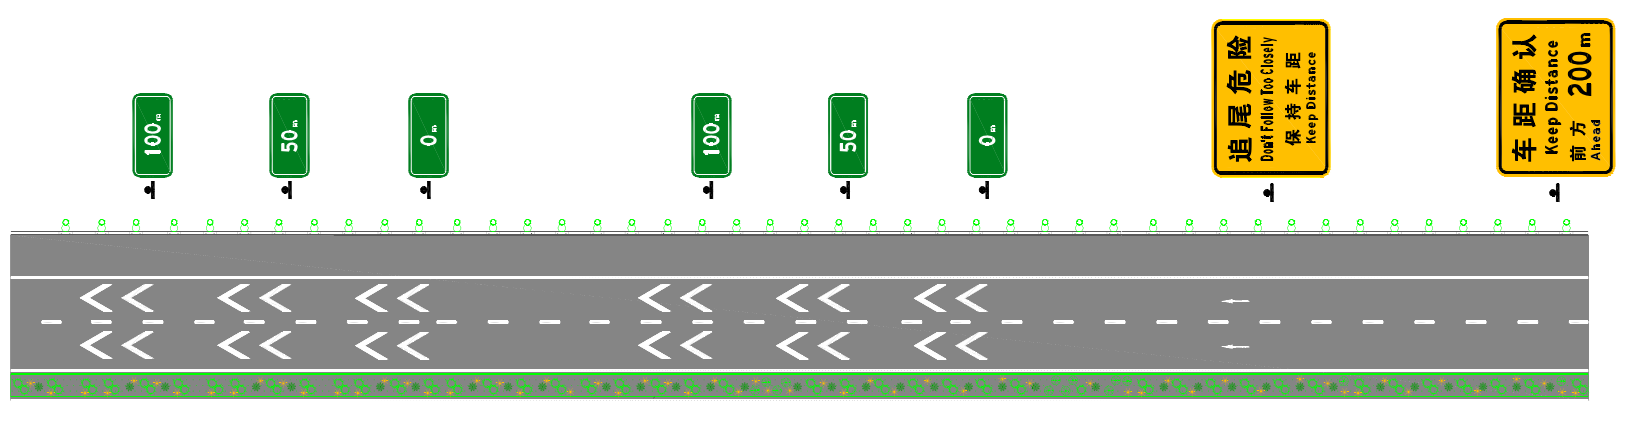 100m
50m
0m
100m
50m
0m
追尾危险
Don't Follow Too Closely
保持车距
Keep Distance
车距确认
Keep Distance
前方 200m
Ahead